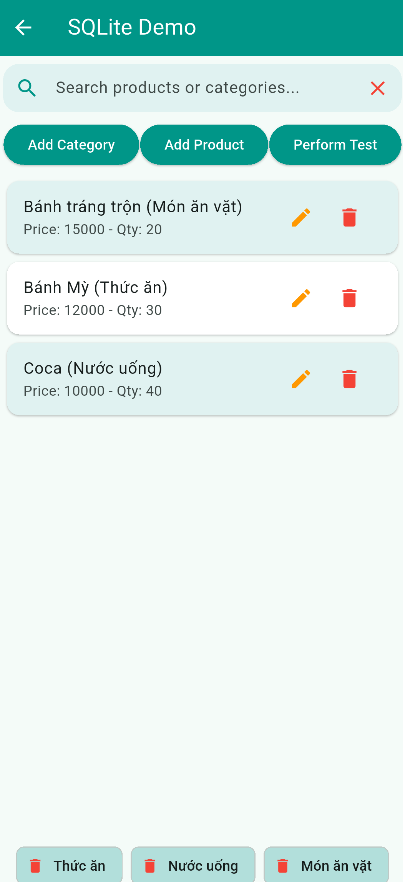 SQLite Demo
Search products or categories...
Add Category
Add Product
Perform Test
Bánh tráng trộn (Món ăn vặt)
Price: 15000 - Qty: 20
Bánh Mỳ (Thức ăn)
Price: 12000 - Qty: 30
Coca (Nước uống)
Price: 10000 - Qty: 40
Thức ăn
Nước uống
Món ăn vặt